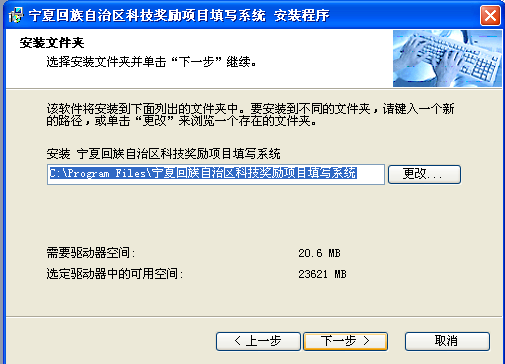 宁夏回族自治区科技奖励项目填写系统 安装程序
安装文件夹
选择安装文件夹并单击“下一步”继续。
该软件将安装到下面列出的文件夹中。要安装到不同的文件夹，请键入一个新
的路径，或单击“更改”来浏览一个存在的文件夹。
安装 宁夏回族自治区科技奖励项目填写系统
C:\Program Files\宁夏回族自治区科技奖励项目填写系统
更改...
需要驱动器空间: 20.6 MB
选定驱动器中的可用空间: 23621 MB
< 上一步 下一步 > 取消